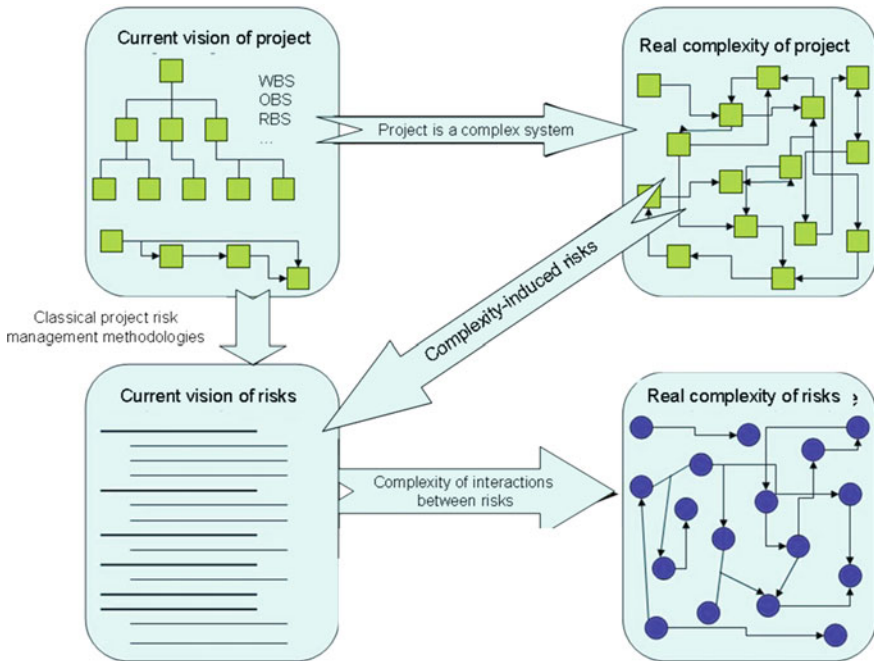 Current vision of project
WBS
OBS
RBS
...
Project is a complex system
Real complexity of project
Classical project risk
management methodologies
Complexity-induced risks
Current vision of risks
Complexity of interactions
between risks
Real complexity of risks e